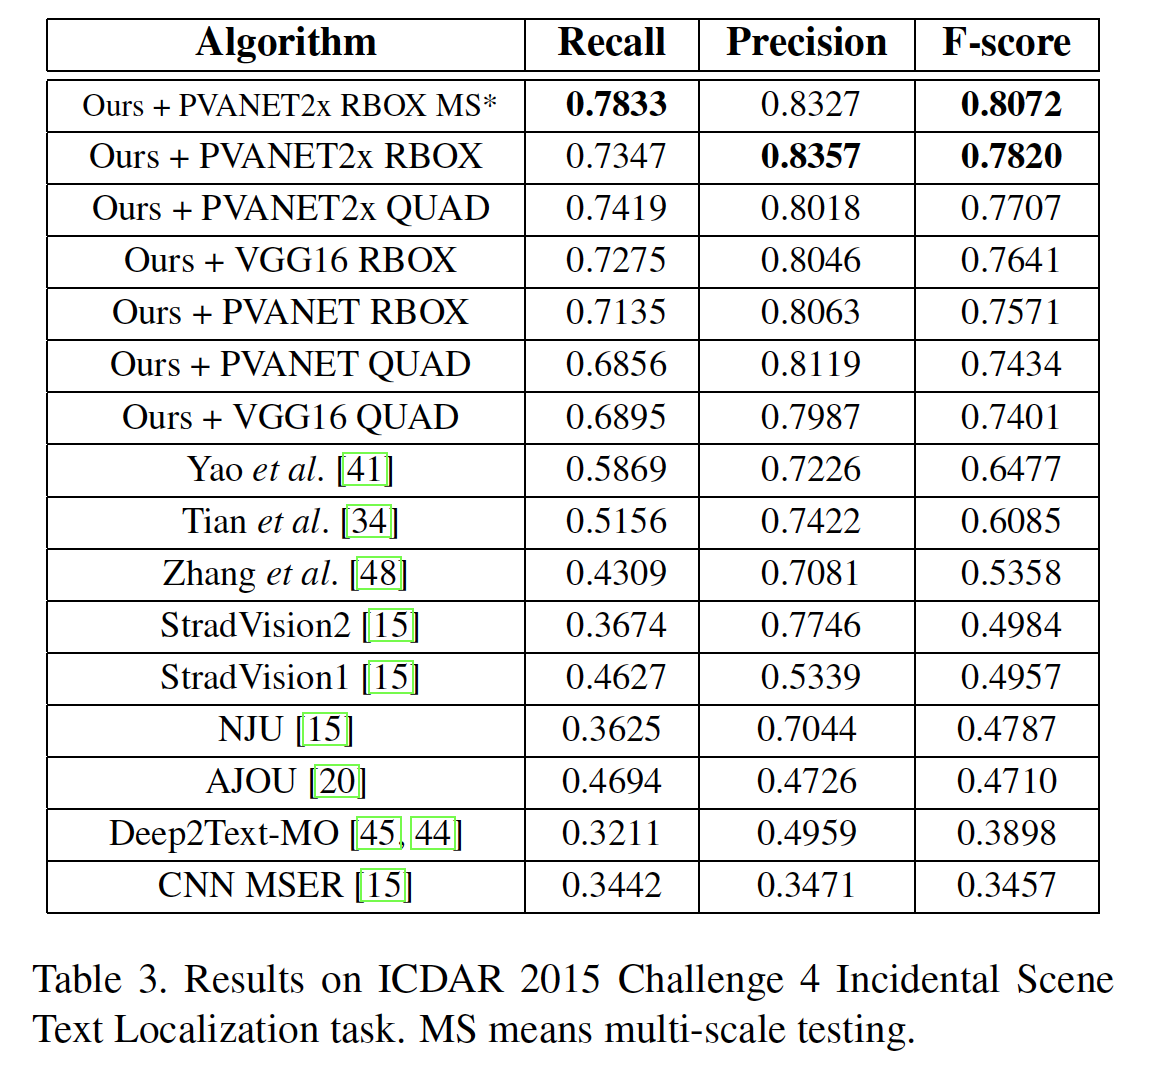 Algorithm Recall Precision F-score
Ours + PVANET2x RBOX MS* 0.7833 0.8327 0.8072
Ours + PVANET2x RBOX 0.7347 0.8357 0.7820
Ours + PVANET2x QUAD 0.7419 0.8018 0.7707
Ours + VGG16 RBOX 0.7275 0.8046 0.7641
Ours + PVANET RBOX 0.7135 0.8063 0.7571
Ours + PVANET QUAD 0.6856 0.8119 0.7434
Ours + VGG16 QUAD 0.6895 0.7987 0.7401
Yao et al. [41] 0.5869 0.7226 0.6477
Tian et al. [34] 0.5156 0.7422 0.6085
Zhang et al. [48] 0.4309 0.7081 0.5358
StradVision2 [15] 0.3674 0.7746 0.4984
StradVision1 [15] 0.4627 0.5339 0.4957
NJU [15] 0.3625 0.7044 0.4787
AJOU [20] 0.4694 0.4726 0.4710
Deep2Text-MO [45, 44] 0.3211 0.4959 0.3898
CNN MSER [15] 0.3442 0.3471 0.3457
Table 3. Results on ICDAR 2015 Challenge 4 Incidental Scene
Text Localization task. MS means multi-scale testing.